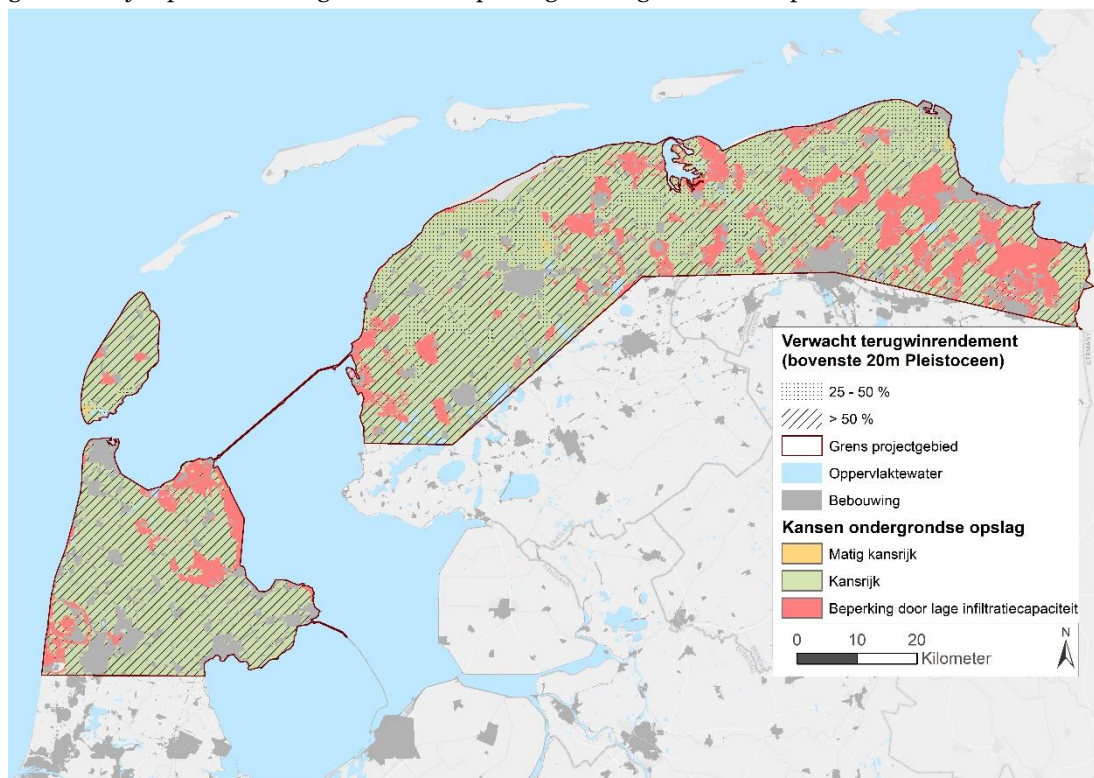 Verwacht terugwinrendement
(bovenste 20m Pleistoceen)
25 - 50 %
> 50 %
Grens projectgebied
Oppervlaktewater
Bebouwing
Kansen ondergrondse opslag
Matig kansrijk
Kansrijk
Beperking door lage infiltratiecapaciteit
0 10 20
Kilometer
N
GERMANY